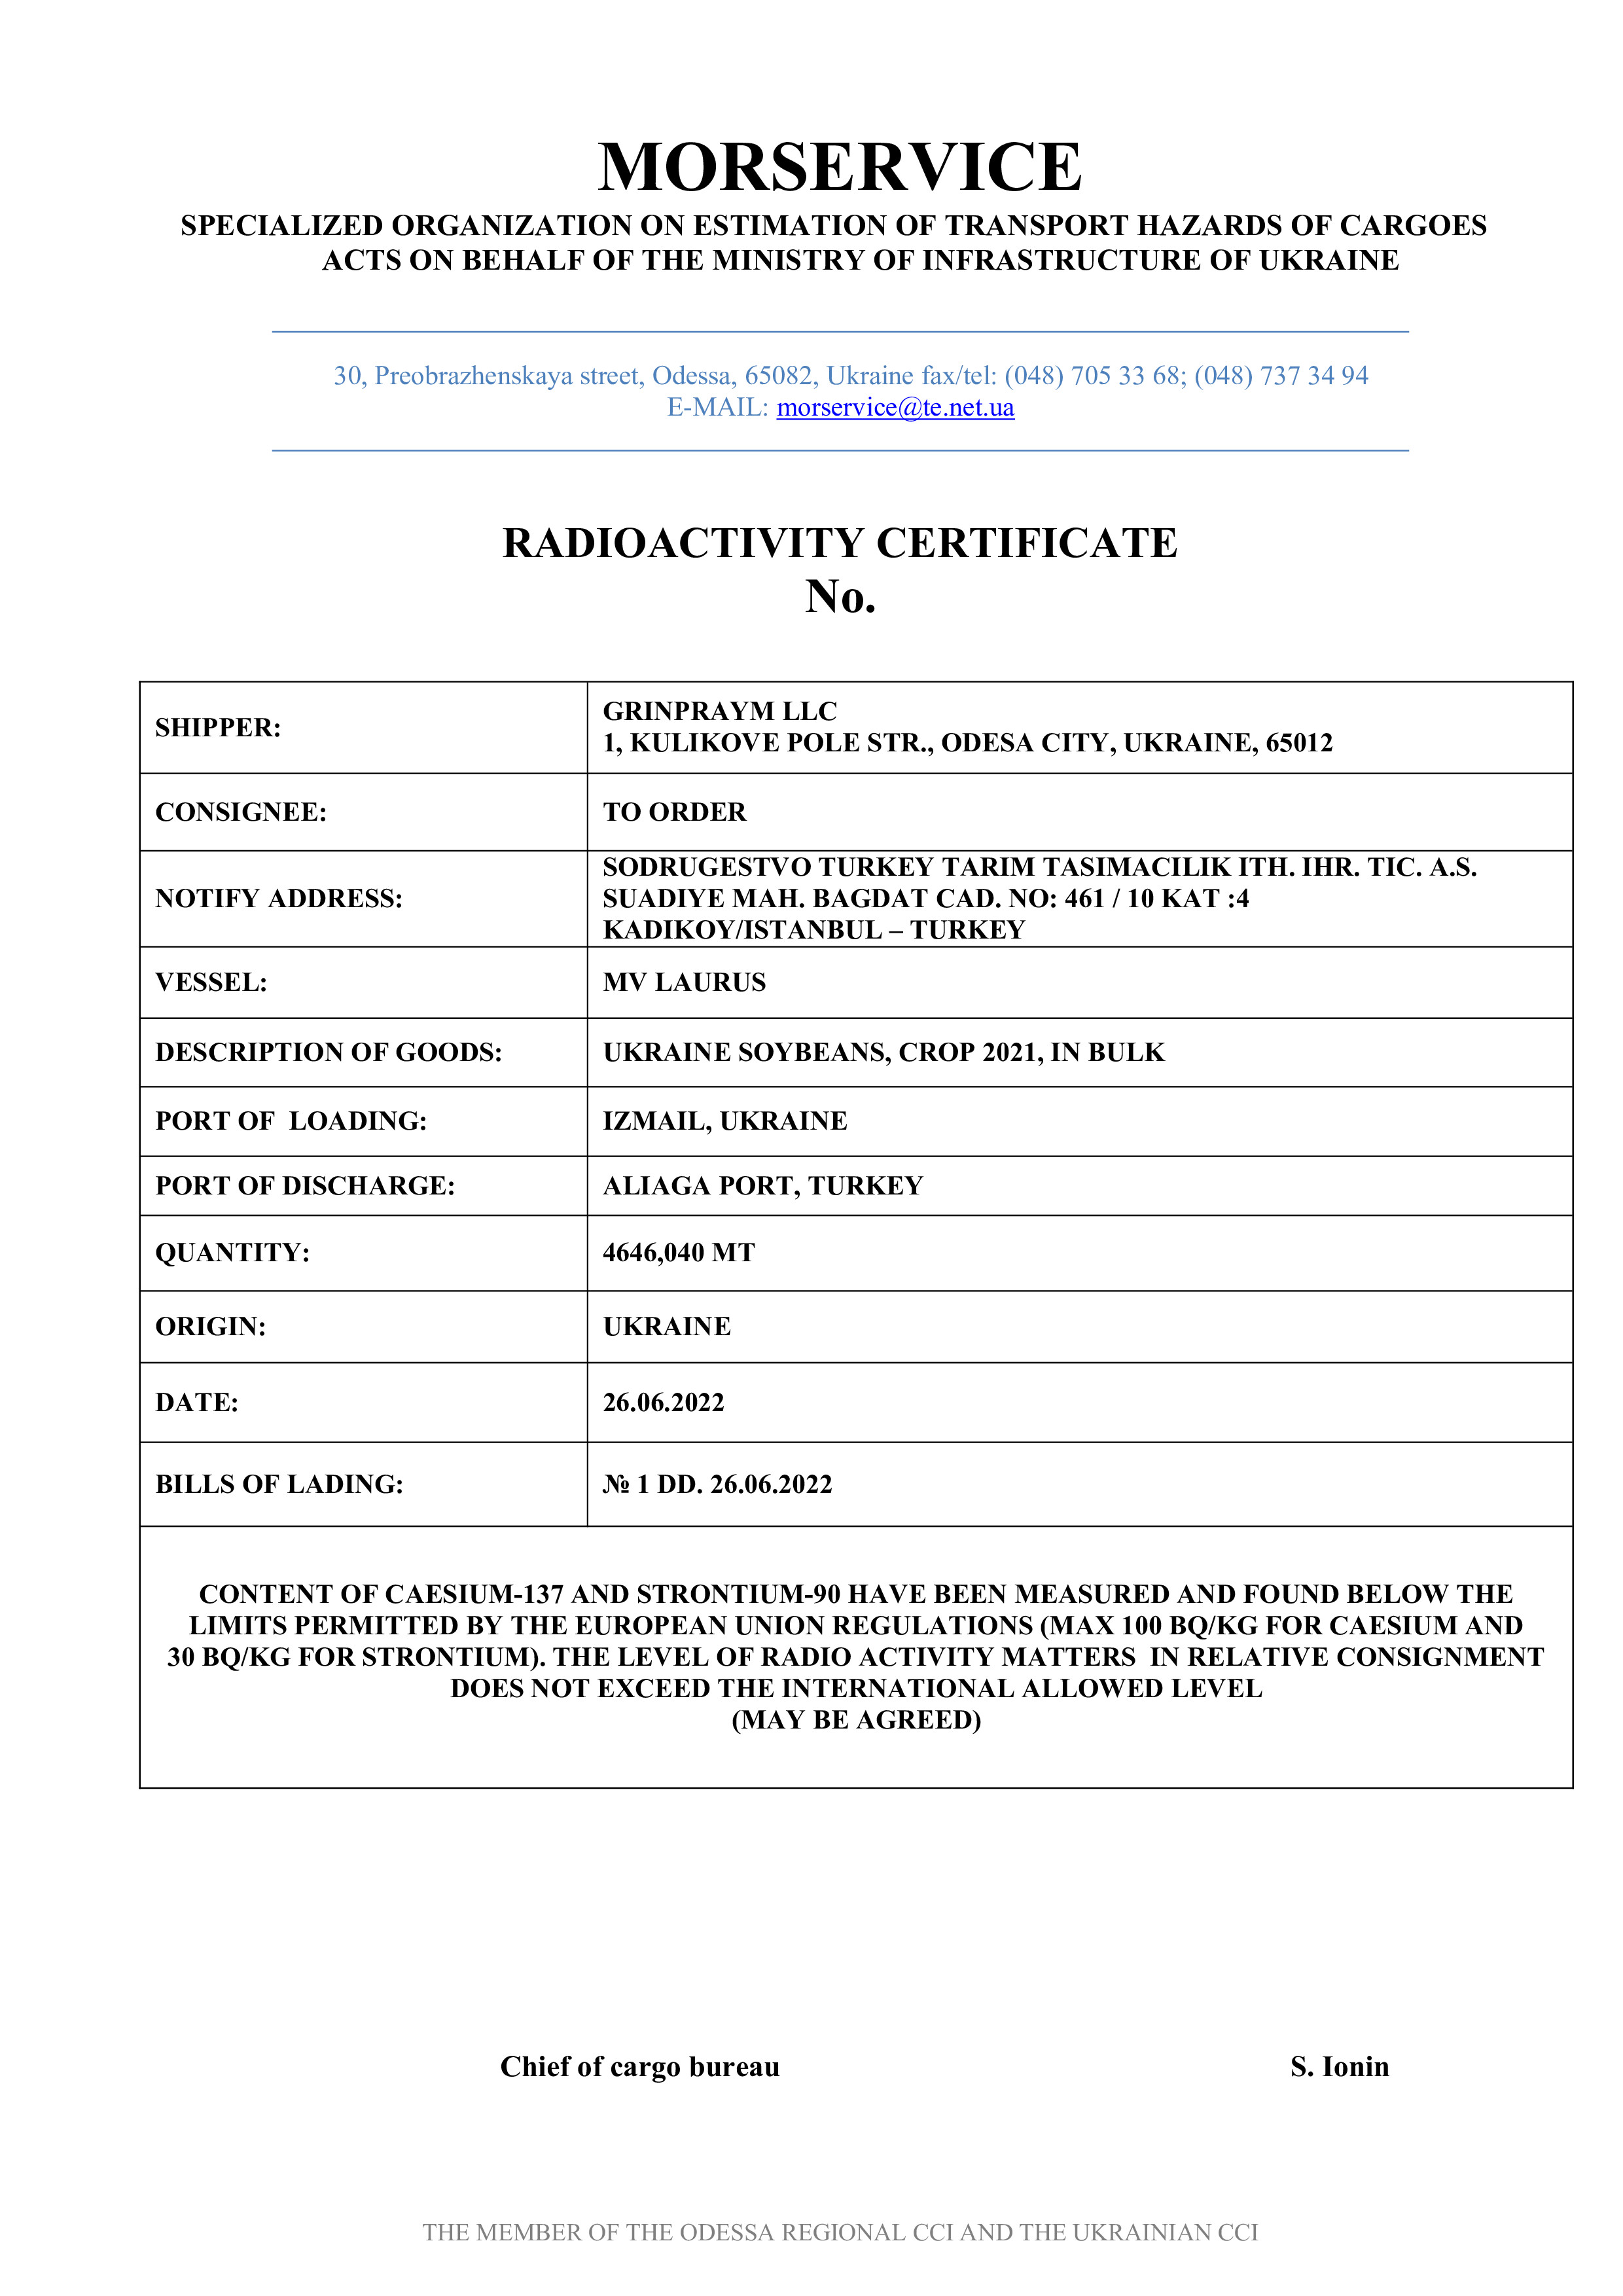 MORSERVICE
SPECIALIZED ORGANIZATION ON ESTIMATION OF TRANSPORT HAZARDS OF CARGOES
ACTS ON BEHALF OF THE MINISTRY OF INFRASTRUCTURE OF UKRAINE
30, Preobrazhenskaya street, Odessa, 65082, Ukraine fax/tel: (048) 705 33 68; (048) 737 34 94
E-MAIL: morservice@te.net.ua
RADIOACTIVITY CERTIFICATE
No.
SHIPPER:
GRINPRAYM LLC
1, KULIKOVE POLE STR., ODESA CITY, UKRAINE, 65012
CONSIGNEE:
TO ORDER
NOTIFY ADDRESS:
SODRUGESTVO TURKEY TARIM TASIMACILIK ITH. IHR. TIC. A.S.
SUADIYE MAH. BAGDAT CAD. NO: 461 / 10 KAT :4
KADIKOY/ISTANBUL – TURKEY
VESSEL:
MV LAURUS
DESCRIPTION OF GOODS:
UKRAINE SOYBEANS, CROP 2021, IN BULK
PORT OF  LOADING:
IZMAIL, UKRAINE
PORT OF DISCHARGE:
ALIAGA PORT, TURKEY
QUANTITY:
4646,040 MT
ORIGIN:
UKRAINE
DATE:
26.06.2022
BILLS OF LADING:
№ 1 DD. 26.06.2022
CONTENT OF CAESIUM-137 AND STRONTIUM-90 HAVE BEEN MEASURED AND FOUND BELOW THE
LIMITS PERMITTED BY THE EUROPEAN UNION REGULATIONS (MAX 100 BQ/KG FOR CAESIUM AND
30 BQ/KG FOR STRONTIUM). THE LEVEL OF RADIO ACTIVITY MATTERS  IN RELATIVE CONSIGNMENT
DOES NOT EXCEED THE INTERNATIONAL ALLOWED LEVEL
(MAY BE AGREED)
Chief of cargo bureau
S. Ionin
THE MEMBER OF THE ODESSA REGIONAL CCI AND THE UKRAINIAN CCI